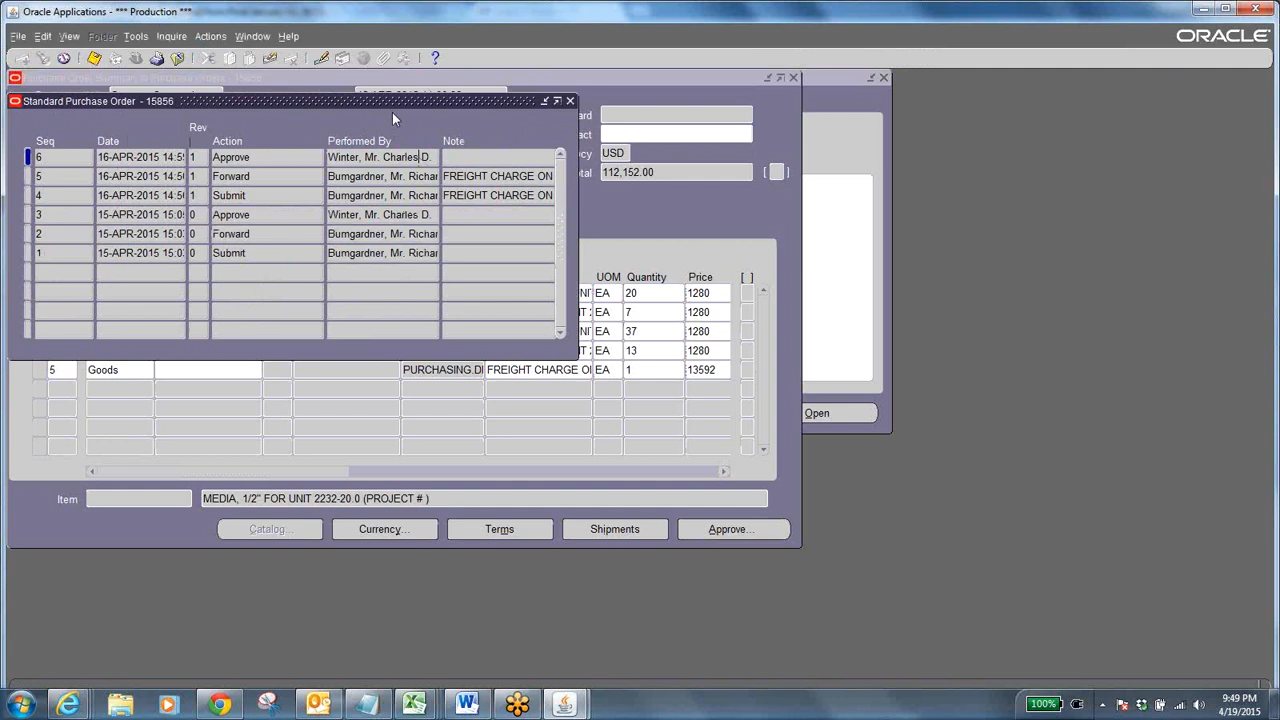 Oracle Applications - *** Production ***
File Edit View Folder Tools Inquire Actions Window Help
ORACLE
Standard Purchase Order - 15856
Rev
Seq Date Action Performed By Note
6 16-APR-2015 14:5 1 Approve Winter, Mr. Charles D.
5 16-APR-2015 14:5 1 Forward Bumgardner, Mr. Richar FREIGHT CHARGE ON
4 16-APR-2015 14:5 1 Submit Bumgardner, Mr. Richar FREIGHT CHARGE ON
3 15-APR-2015 15:0 0 Approve Winter, Mr. Charles D.
2 15-APR-2015 15:0 0 Forward Bumgardner, Mr. Richar
1 15-APR-2015 15:0 0 Submit Bumgardner, Mr. Richar
ard
act
cy USD
otal 112,152.00 [ ]
UOM Quantity Price [ ]
EA 20 1280
EA 7 1280
EA 37 1280
EA 13 1280
5 Goods PURCHASING.DI FREIGHT CHARGE OI EA 1 13592
Open
Item MEDIA, 1/2" FOR UNIT 2232-20.0 (PROJECT # )
Catalog... Currency... Terms Shipments Approve...
100%
9:49 PM
4/19/2015